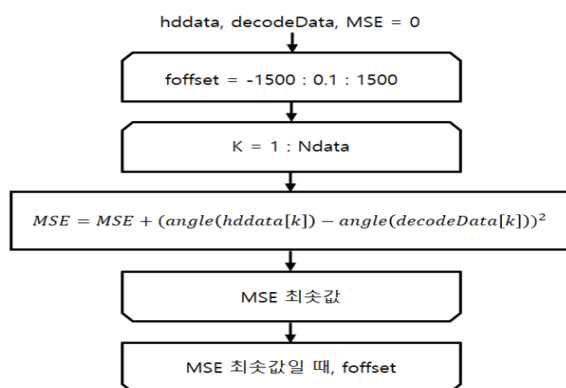 hddata, decodeData, MSE = 0
foffset = -1500 : 0.1 : 1500
K = 1 : Ndata
MSE = MSE + (angle(hddata[k]) − angle(decodeData[k]))²
MSE 최솟값
MSE 최솟값일 때, foffset